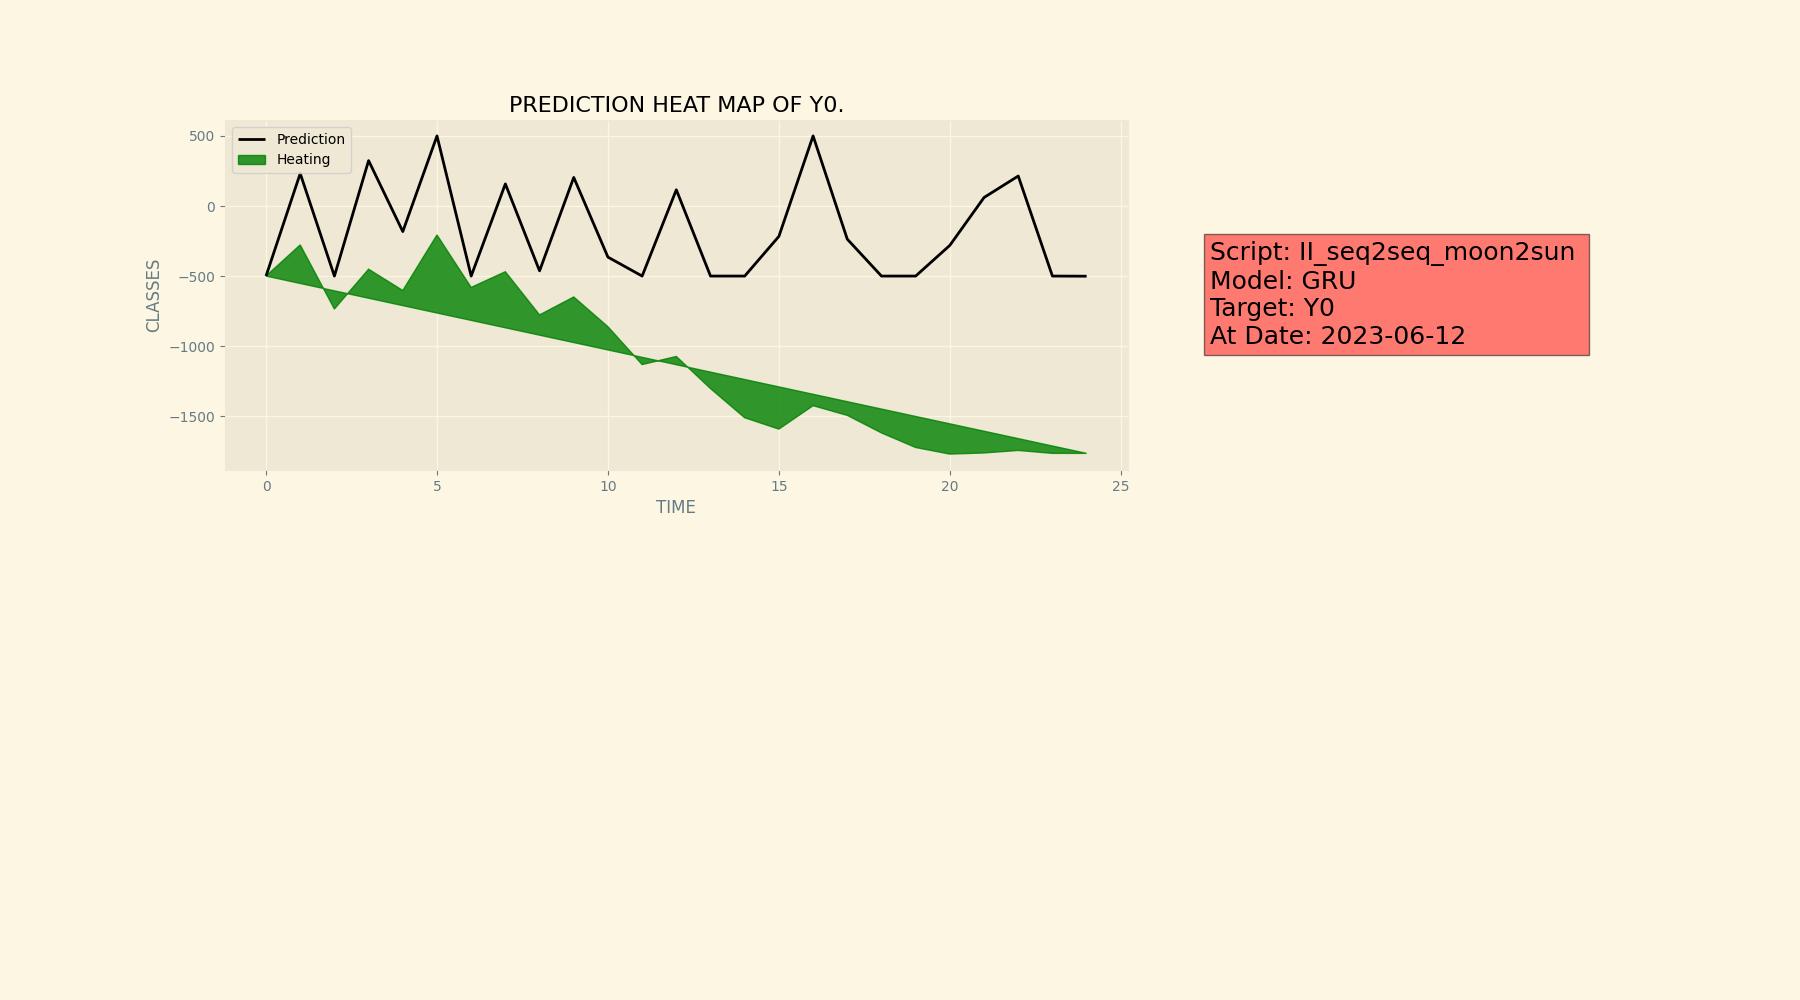 PREDICTION HEAT MAP OF Y0.
Prediction
Heating
500
0
−500
−1000
−1500
CLASSES
0 5 10 15 20 25
TIME
Script: II_seq2seq_moon2sun
Model: GRU
Target: Y0
At Date: 2023-06-12